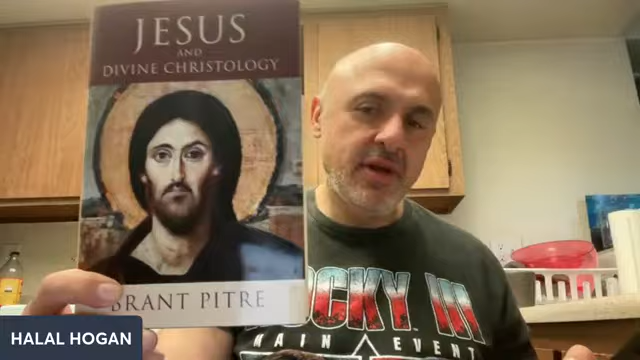 JESUS
AND
DIVINE CHRISTOLOGY
BRANT PITRE
HALAL HOGAN
ROCKY III
MAIN EVENT